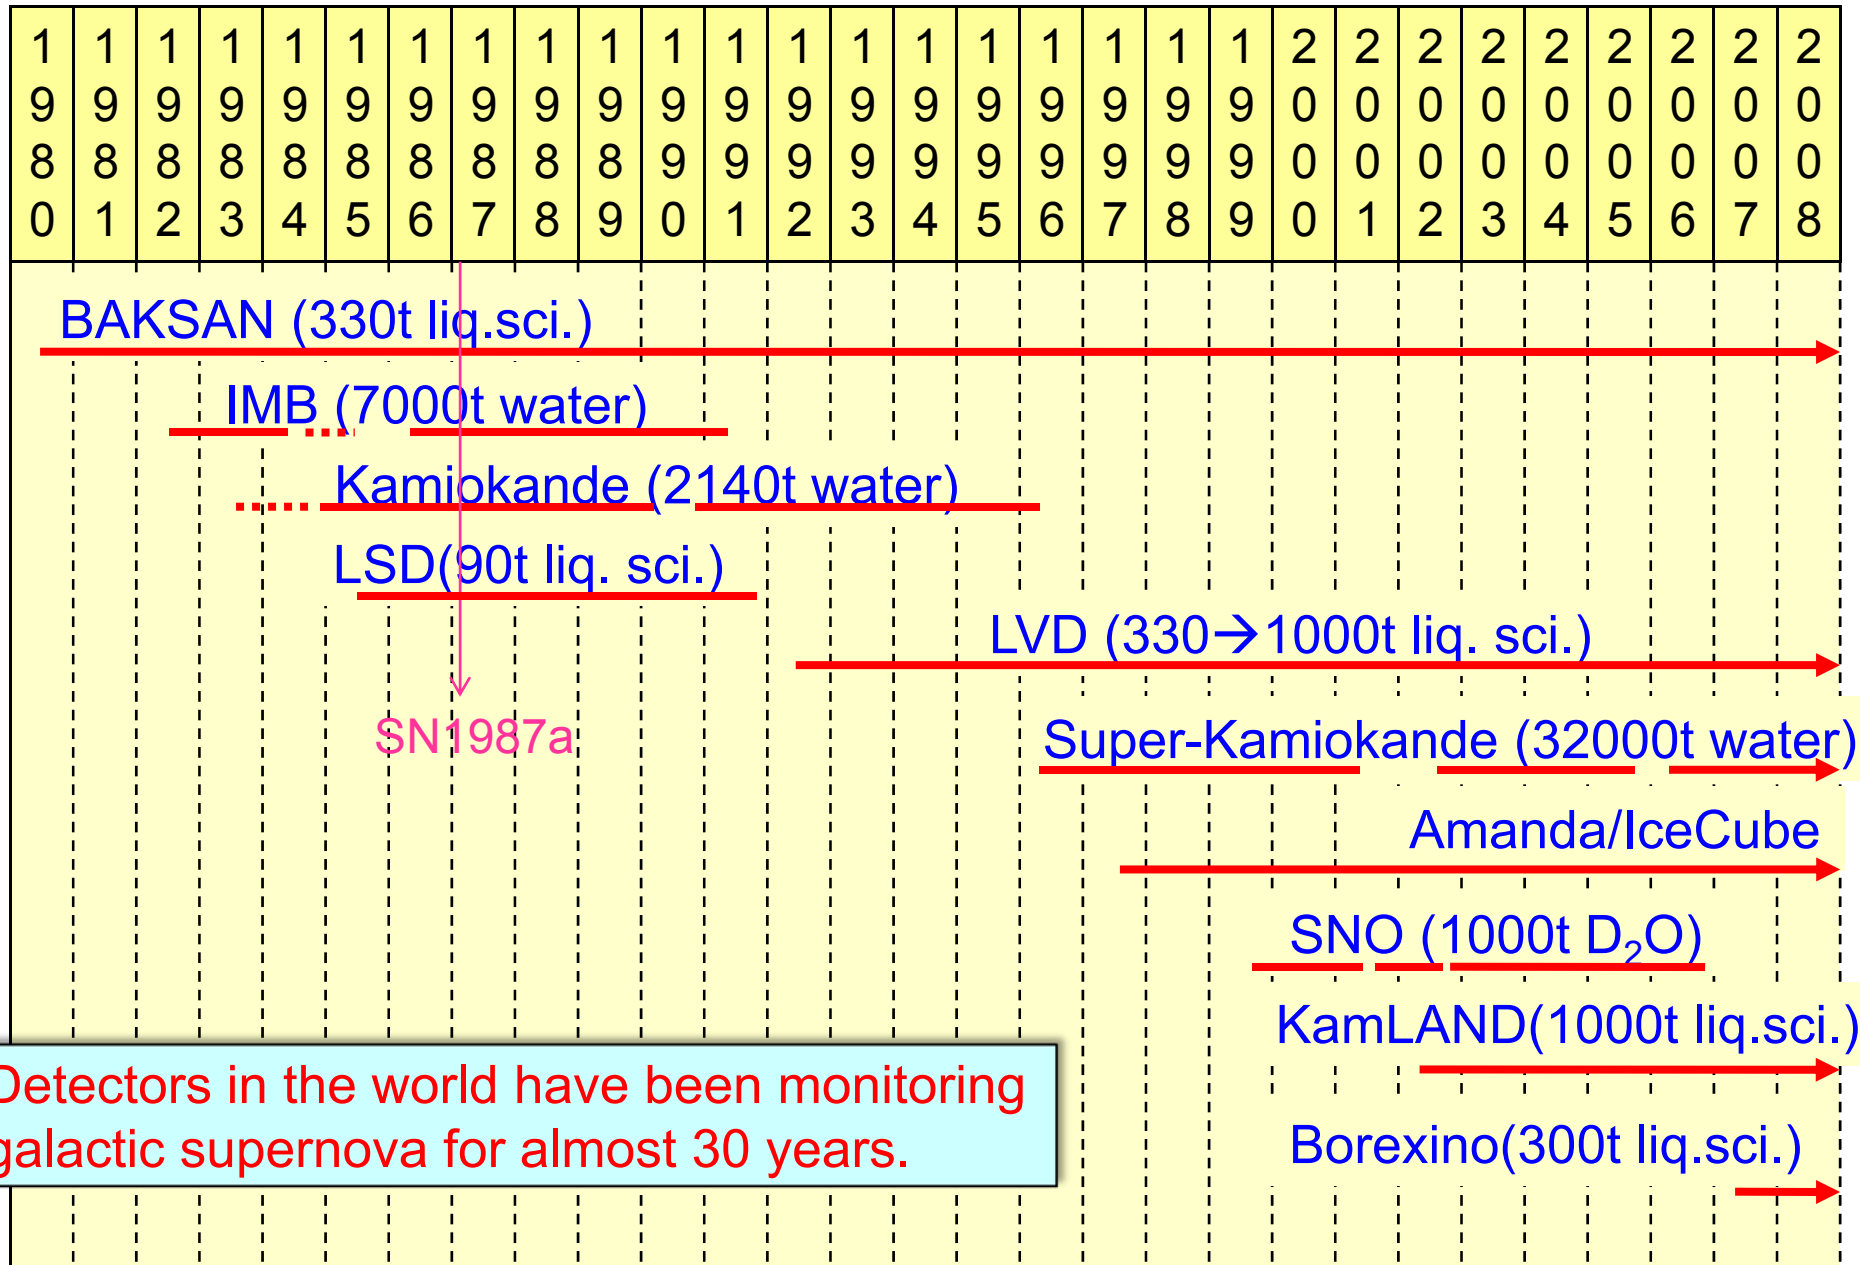 1980 1981 1982 1983 1984 1985 1986 1987 1988 1989 1990 1991 1992 1993 1994 1995 1996 1997 1998 1999 2000 2001 2002 2003 2004 2005 2006 2007 2008
BAKSAN (330t liq.sci.)
IMB (7000t water)
Kamiokande (2140t water)
LSD(90t liq. sci.)
LVD (330→1000t liq. sci.)
SN1987a
Super-Kamiokande (32000t water)
Amanda/IceCube
SNO (1000t D₂O)
KamLAND(1000t liq.sci.)
Detectors in the world have been monitoring
galactic supernova for almost 30 years.
Borexino(300t liq.sci.)